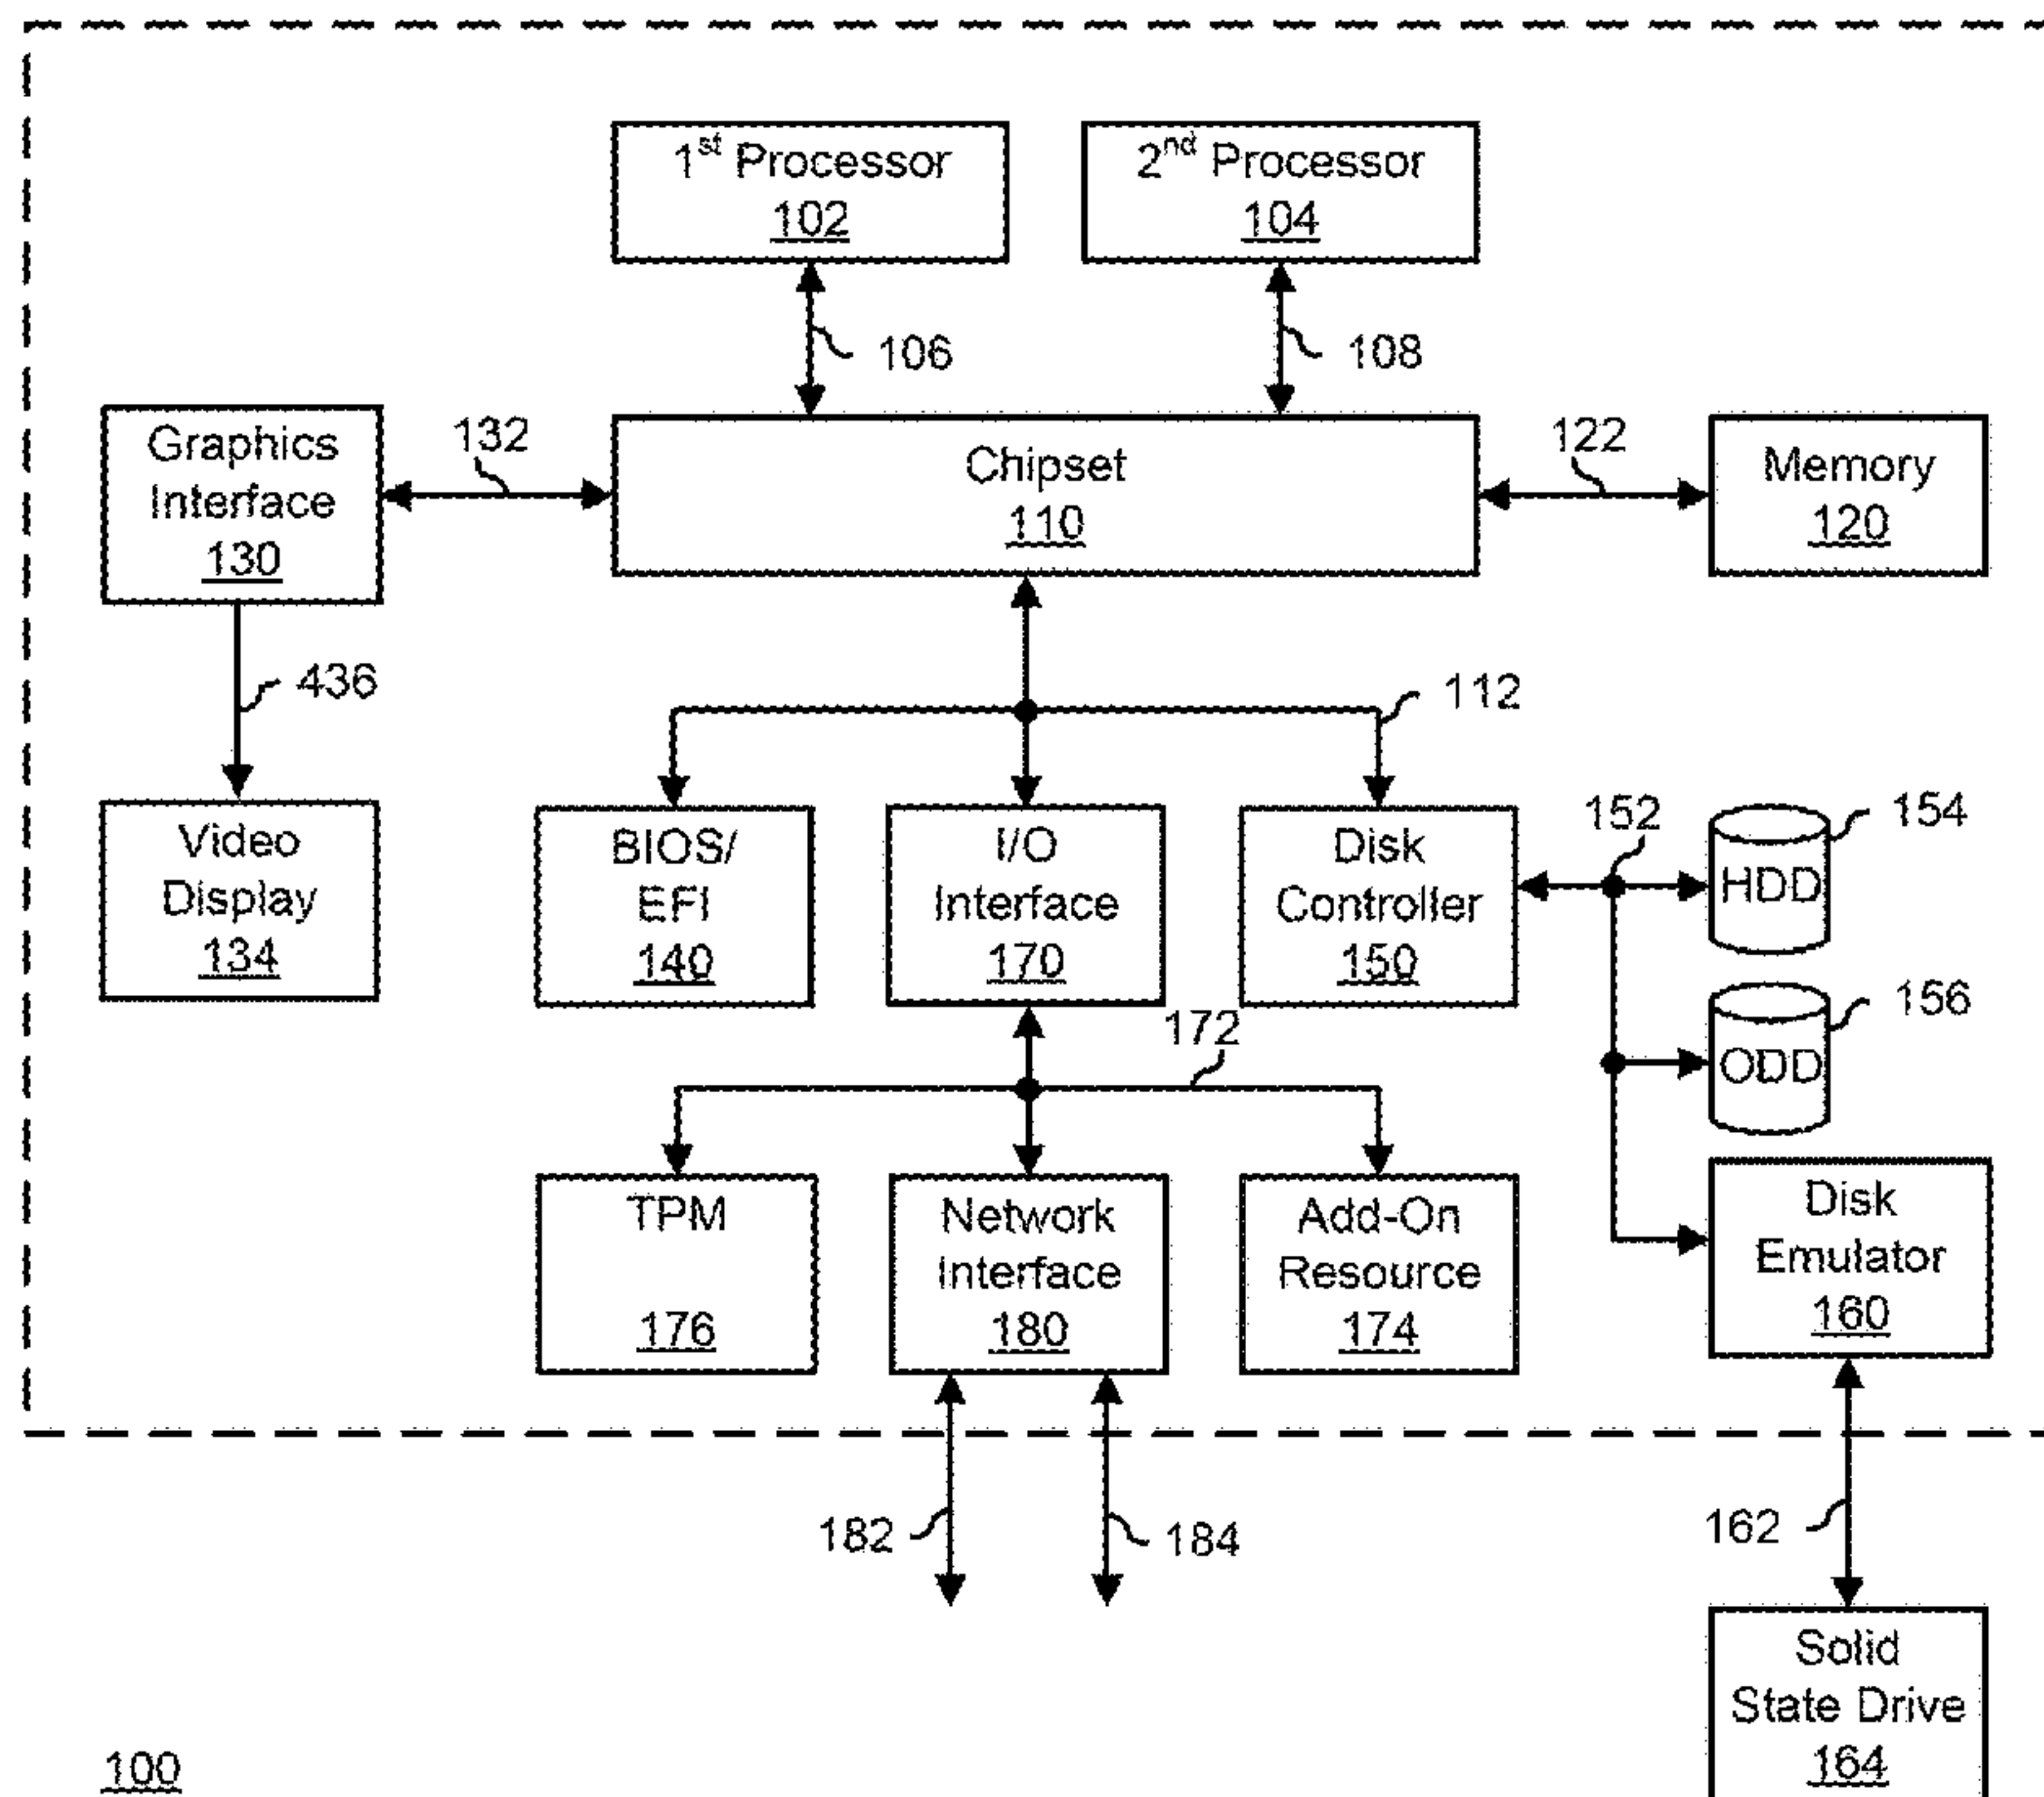 1st Processor
102
2nd Processor
104
106
108
Graphics
Interface
130
132
Chipset
110
122
Memory
120
436
112
Video
Display
134
BIOS/
EFI
140
I/O
Interface
170
Disk
Controller
150
152
HDD
154
172
ODD
156
TPM
176
Network
Interface
180
Add-On
Resource
174
Disk
Emulator
160
182
184
162
Solid
State Drive
164
100